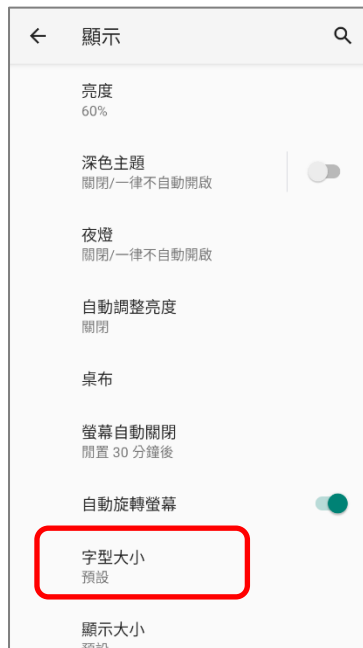 顯示
亮度
60%
深色主題
關閉/一律不自動開啟
夜燈
關閉/一律不自動開啟
自動調整亮度
關閉
桌布
螢幕自動關閉
閒置 30 分鐘後
自動旋轉螢幕
字型大小
預設
顯示大小